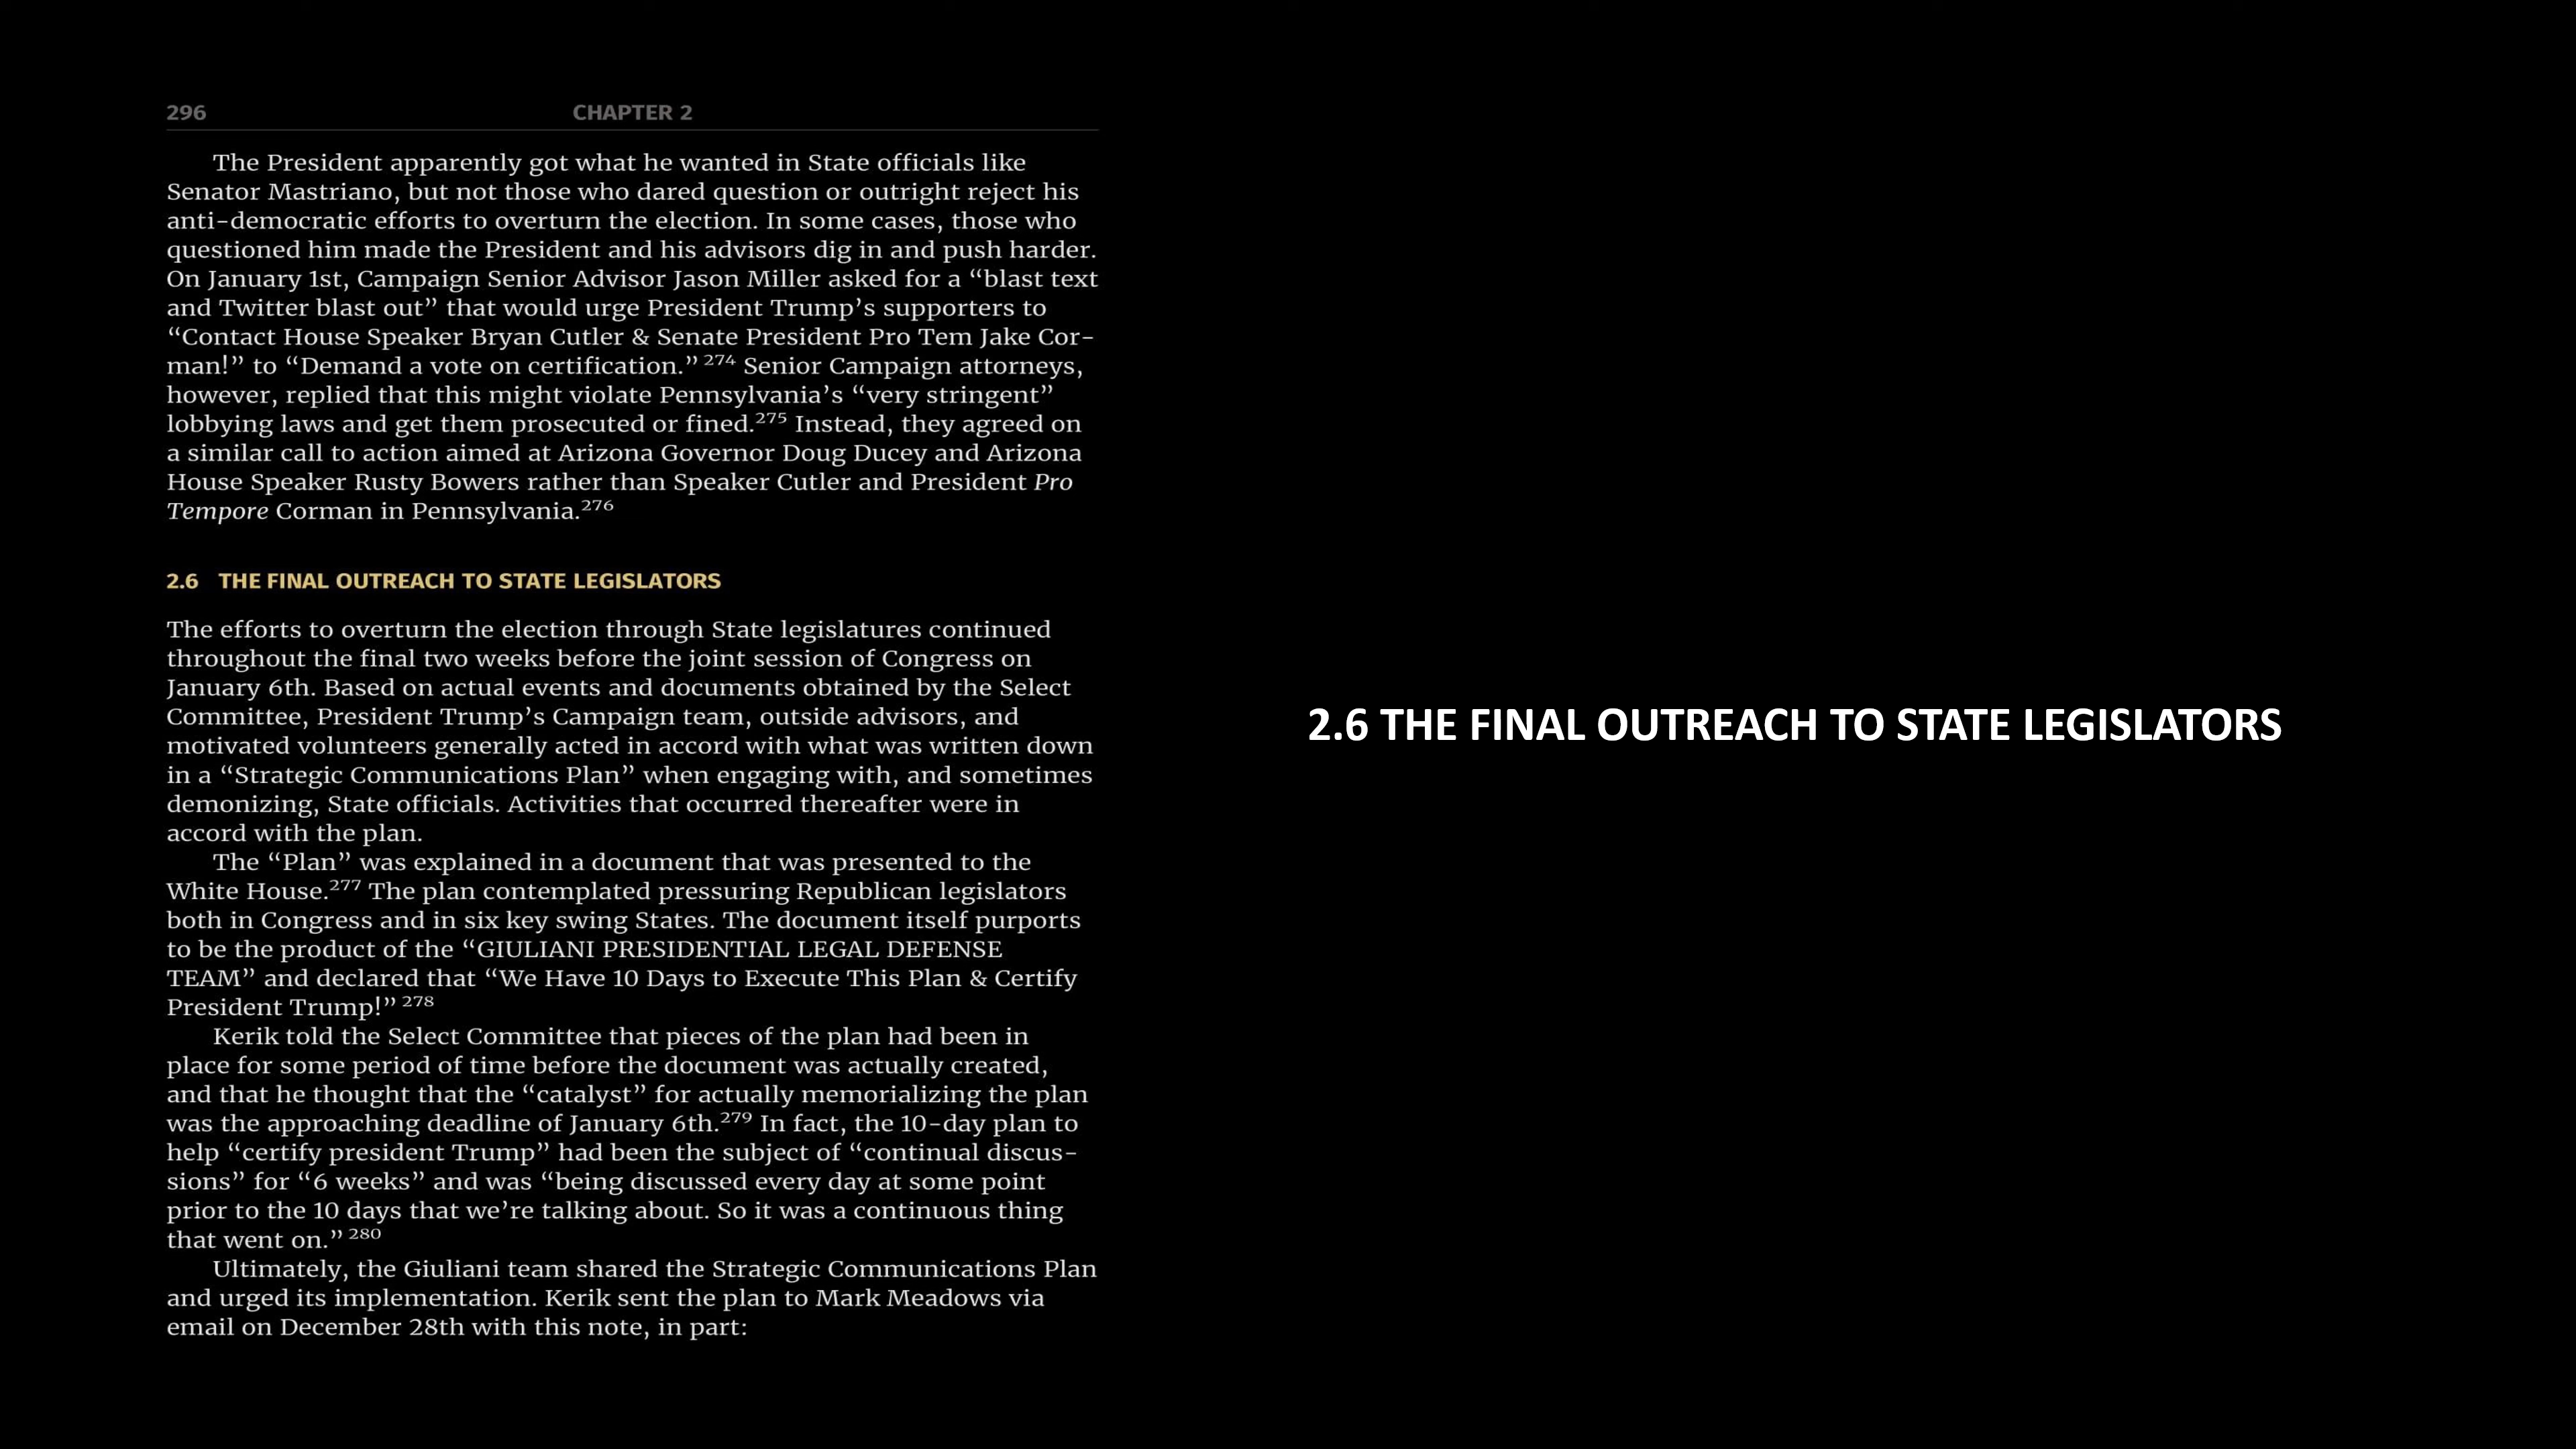 296 CHAPTER 2
The President apparently got what he wanted in State officials like
Senator Mastriano, but not those who dared question or outright reject his
anti-democratic efforts to overturn the election. In some cases, those who
questioned him made the President and his advisors dig in and push harder.
On January 1st, Campaign Senior Advisor Jason Miller asked for a “blast text
and Twitter blast out” that would urge President Trump’s supporters to
“Contact House Speaker Bryan Cutler & Senate President Pro Tem Jake Cor-
man!” to “Demand a vote on certification.” 274 Senior Campaign attorneys,
however, replied that this might violate Pennsylvania’s “very stringent”
lobbying laws and get them prosecuted or fined.275 Instead, they agreed on
a similar call to action aimed at Arizona Governor Doug Ducey and Arizona
House Speaker Rusty Bowers rather than Speaker Cutler and President Pro
Tempore Corman in Pennsylvania.276
2.6 THE FINAL OUTREACH TO STATE LEGISLATORS
The efforts to overturn the election through State legislatures continued
throughout the final two weeks before the joint session of Congress on
January 6th. Based on actual events and documents obtained by the Select
Committee, President Trump’s Campaign team, outside advisors, and
motivated volunteers generally acted in accord with what was written down
in a “Strategic Communications Plan” when engaging with, and sometimes
demonizing, State officials. Activities that occurred thereafter were in
accord with the plan.
The “Plan” was explained in a document that was presented to the
White House.277 The plan contemplated pressuring Republican legislators
both in Congress and in six key swing States. The document itself purports
to be the product of the “GIULIANI PRESIDENTIAL LEGAL DEFENSE
TEAM” and declared that “We Have 10 Days to Execute This Plan & Certify
President Trump!” 278
Kerik told the Select Committee that pieces of the plan had been in
place for some period of time before the document was actually created,
and that he thought that the “catalyst” for actually memorializing the plan
was the approaching deadline of January 6th.279 In fact, the 10-day plan to
help “certify president Trump” had been the subject of “continual discus-
sions” for “6 weeks” and was “being discussed every day at some point
prior to the 10 days that we’re talking about. So it was a continuous thing
that went on.” 280
Ultimately, the Giuliani team shared the Strategic Communications Plan
and urged its implementation. Kerik sent the plan to Mark Meadows via
email on December 28th with this note, in part:
2.6 THE FINAL OUTREACH TO STATE LEGISLATORS